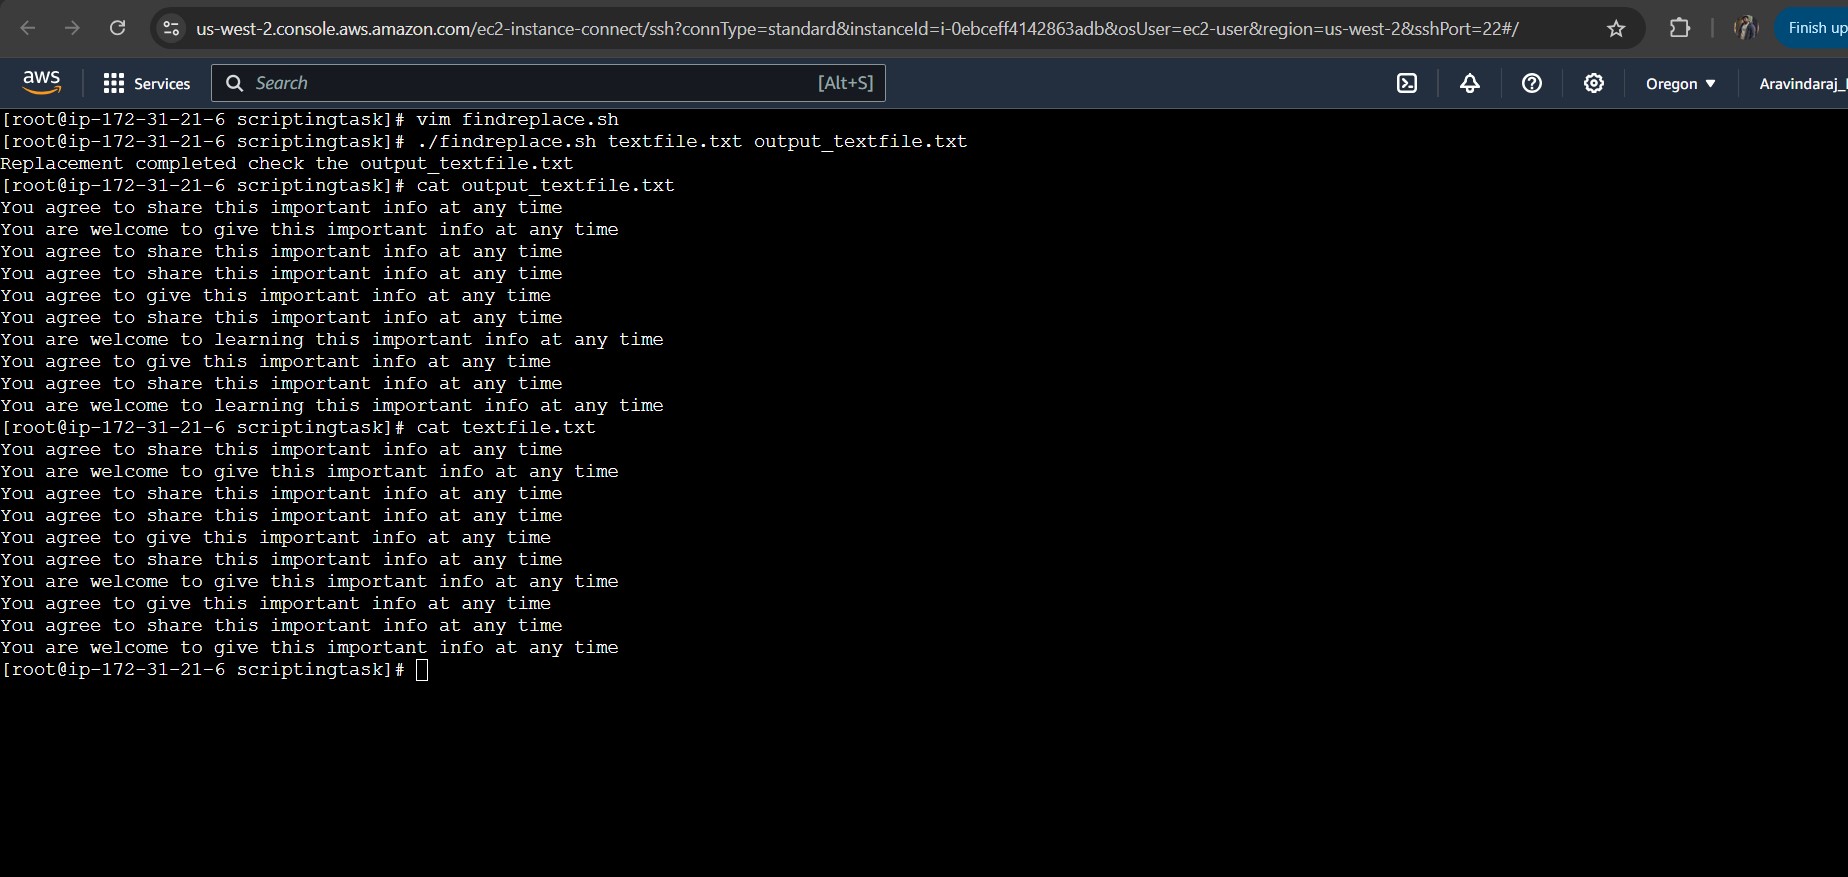 us-west-2.console.aws.amazon.com/ec2-instance-connect/ssh?connType=standard&instanceId=i-0ebceff4142863adb&osUser=ec2-user&region=us-west-2&sshPort=22#/
Finish up
aws Services Search [Alt+S] Oregon Aravindaraj_
[root@ip-172-31-21-6 scriptingtask]# vim findreplace.sh
[root@ip-172-31-21-6 scriptingtask]# ./findreplace.sh textfile.txt output_textfile.txt
Replacement completed check the output_textfile.txt
[root@ip-172-31-21-6 scriptingtask]# cat output_textfile.txt
You agree to share this important info at any time
You are welcome to give this important info at any time
You agree to share this important info at any time
You agree to share this important info at any time
You agree to give this important info at any time
You agree to share this important info at any time
You are welcome to learning this important info at any time
You agree to give this important info at any time
You agree to share this important info at any time
You are welcome to learning this important info at any time
[root@ip-172-31-21-6 scriptingtask]# cat textfile.txt
You agree to share this important info at any time
You are welcome to give this important info at any time
You agree to share this important info at any time
You agree to share this important info at any time
You agree to give this important info at any time
You agree to share this important info at any time
You are welcome to give this important info at any time
You agree to give this important info at any time
You agree to share this important info at any time
You are welcome to give this important info at any time
[root@ip-172-31-21-6 scriptingtask]#